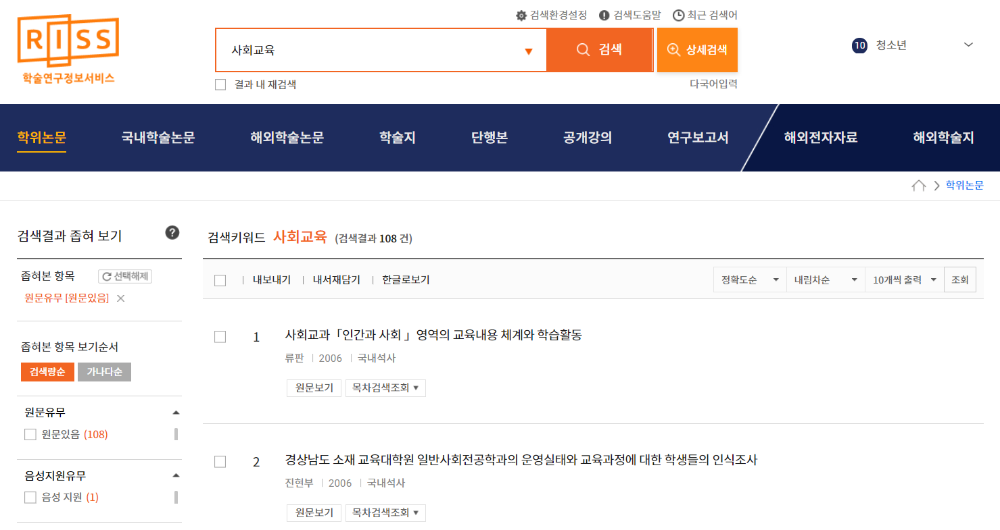 검색환경설정 검색도움말 최근 검색어
RISS
학술연구정보서비스
사회교육 검색 상세검색
10 청소년
결과 내 재검색 다국어입력
학위논문 국내학술논문 해외학술논문 학술지 단행본 공개강의 연구보고서 해외전자자료 해외학술지
> 학위논문
검색결과 좁혀 보기 ?
검색키워드 사회교육 (검색결과 108 건)
좁혀본 항목 선택해제
원문유무 [원문있음] ×
| 내보내기 | 내서재담기 | 한글로보기 정확도순 내림차순 10개씩 출력 조회
좁혀본 항목 보기순서
검색량순 가나다순
원문유무
원문있음 (108)
음성지원유무
음성 지원 (1)
1 사회교과「인간과 사회 」영역의 교육내용 체계와 학습활동
류판 | 2006 | 국내석사
원문보기 목차검색조회 ▼
2 경상남도 소재 교육대학원 일반사회전공학과의 운영실태와 교육과정에 대한 학생들의 인식조사
진현부 | 2006 | 국내석사
원문보기 목차검색조회 ▼